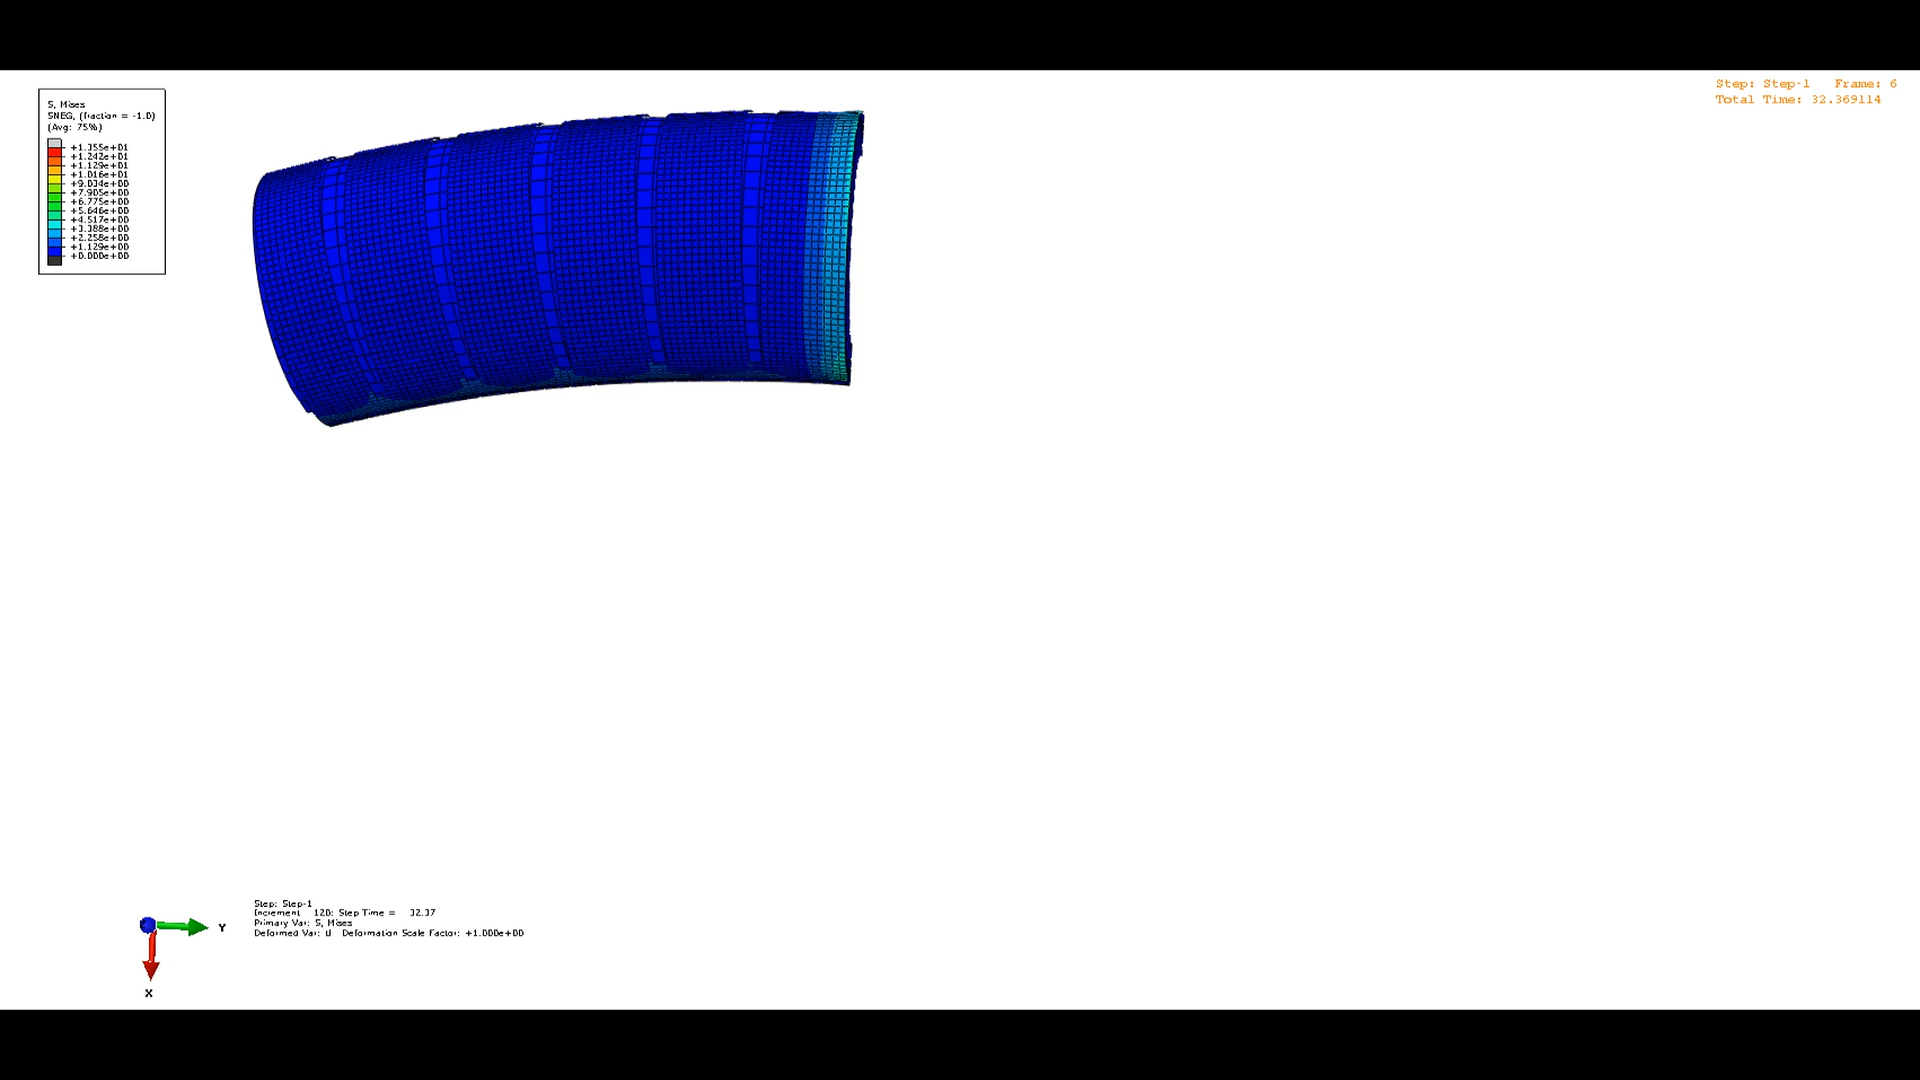 Step: Step-1   Frame: 6
Total Time: 32.369114
S, Mises
SNEG, (fraction = -1.0)
(Avg: 75%)
+1.355e+01
+1.242e+01
+1.129e+01
+1.016e+01
+9.034e+00
+7.905e+00
+6.775e+00
+5.646e+00
+4.517e+00
+3.388e+00
+2.258e+00
+1.129e+00
+0.000e+00
Step: Step-1
Increment   120: Step Time =   32.37
Primary Var: S, Mises
Deformed Var: U   Deformation Scale Factor: +1.000e+00
Y
X